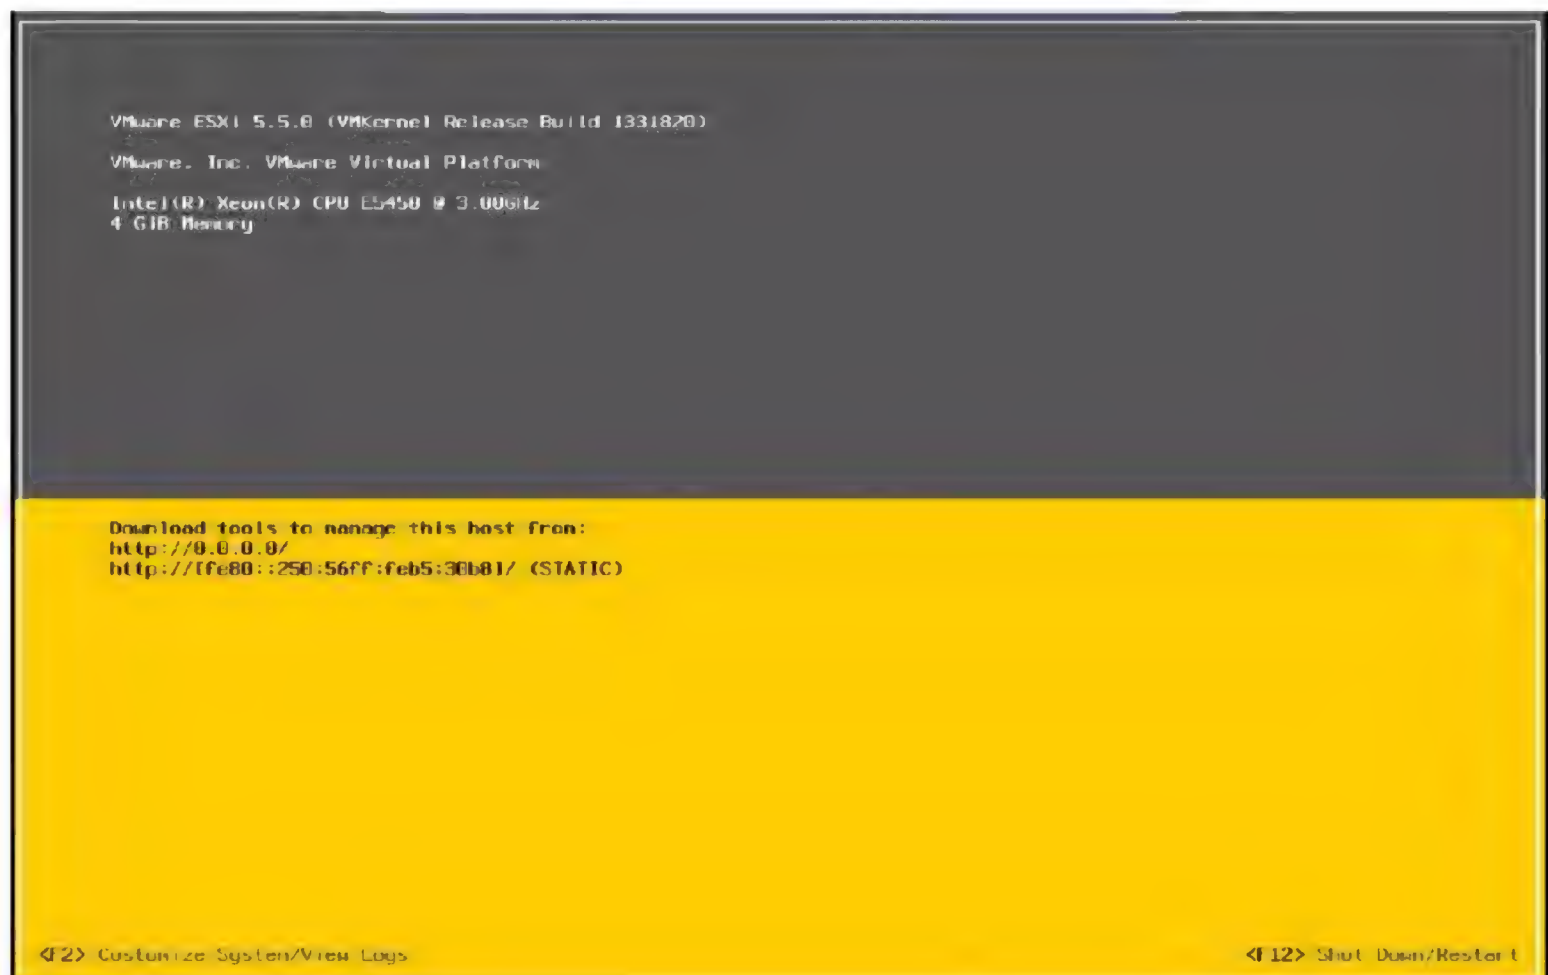 VMware ESXi 5.5.0 (VMKernel Release Build 1331820)
VMware, Inc. VMware Virtual Platform
Intel(R) Xeon(R) CPU E5450 @ 3.00GHz
4 GiB Memory
Download tools to manage this host from:
http://0.0.0.0/
http://[fe80::250:56ff:feb5:30b8]/ (STATIC)
<F2> Customize System/View Logs
<F12> Shut Down/Restart